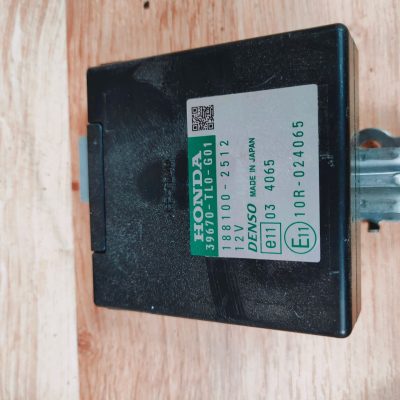 HONDA
39670-TL0-G01
188100-2512
12V
DENSO MADE IN JAPAN
e11 03 4065
E11 10R-024065